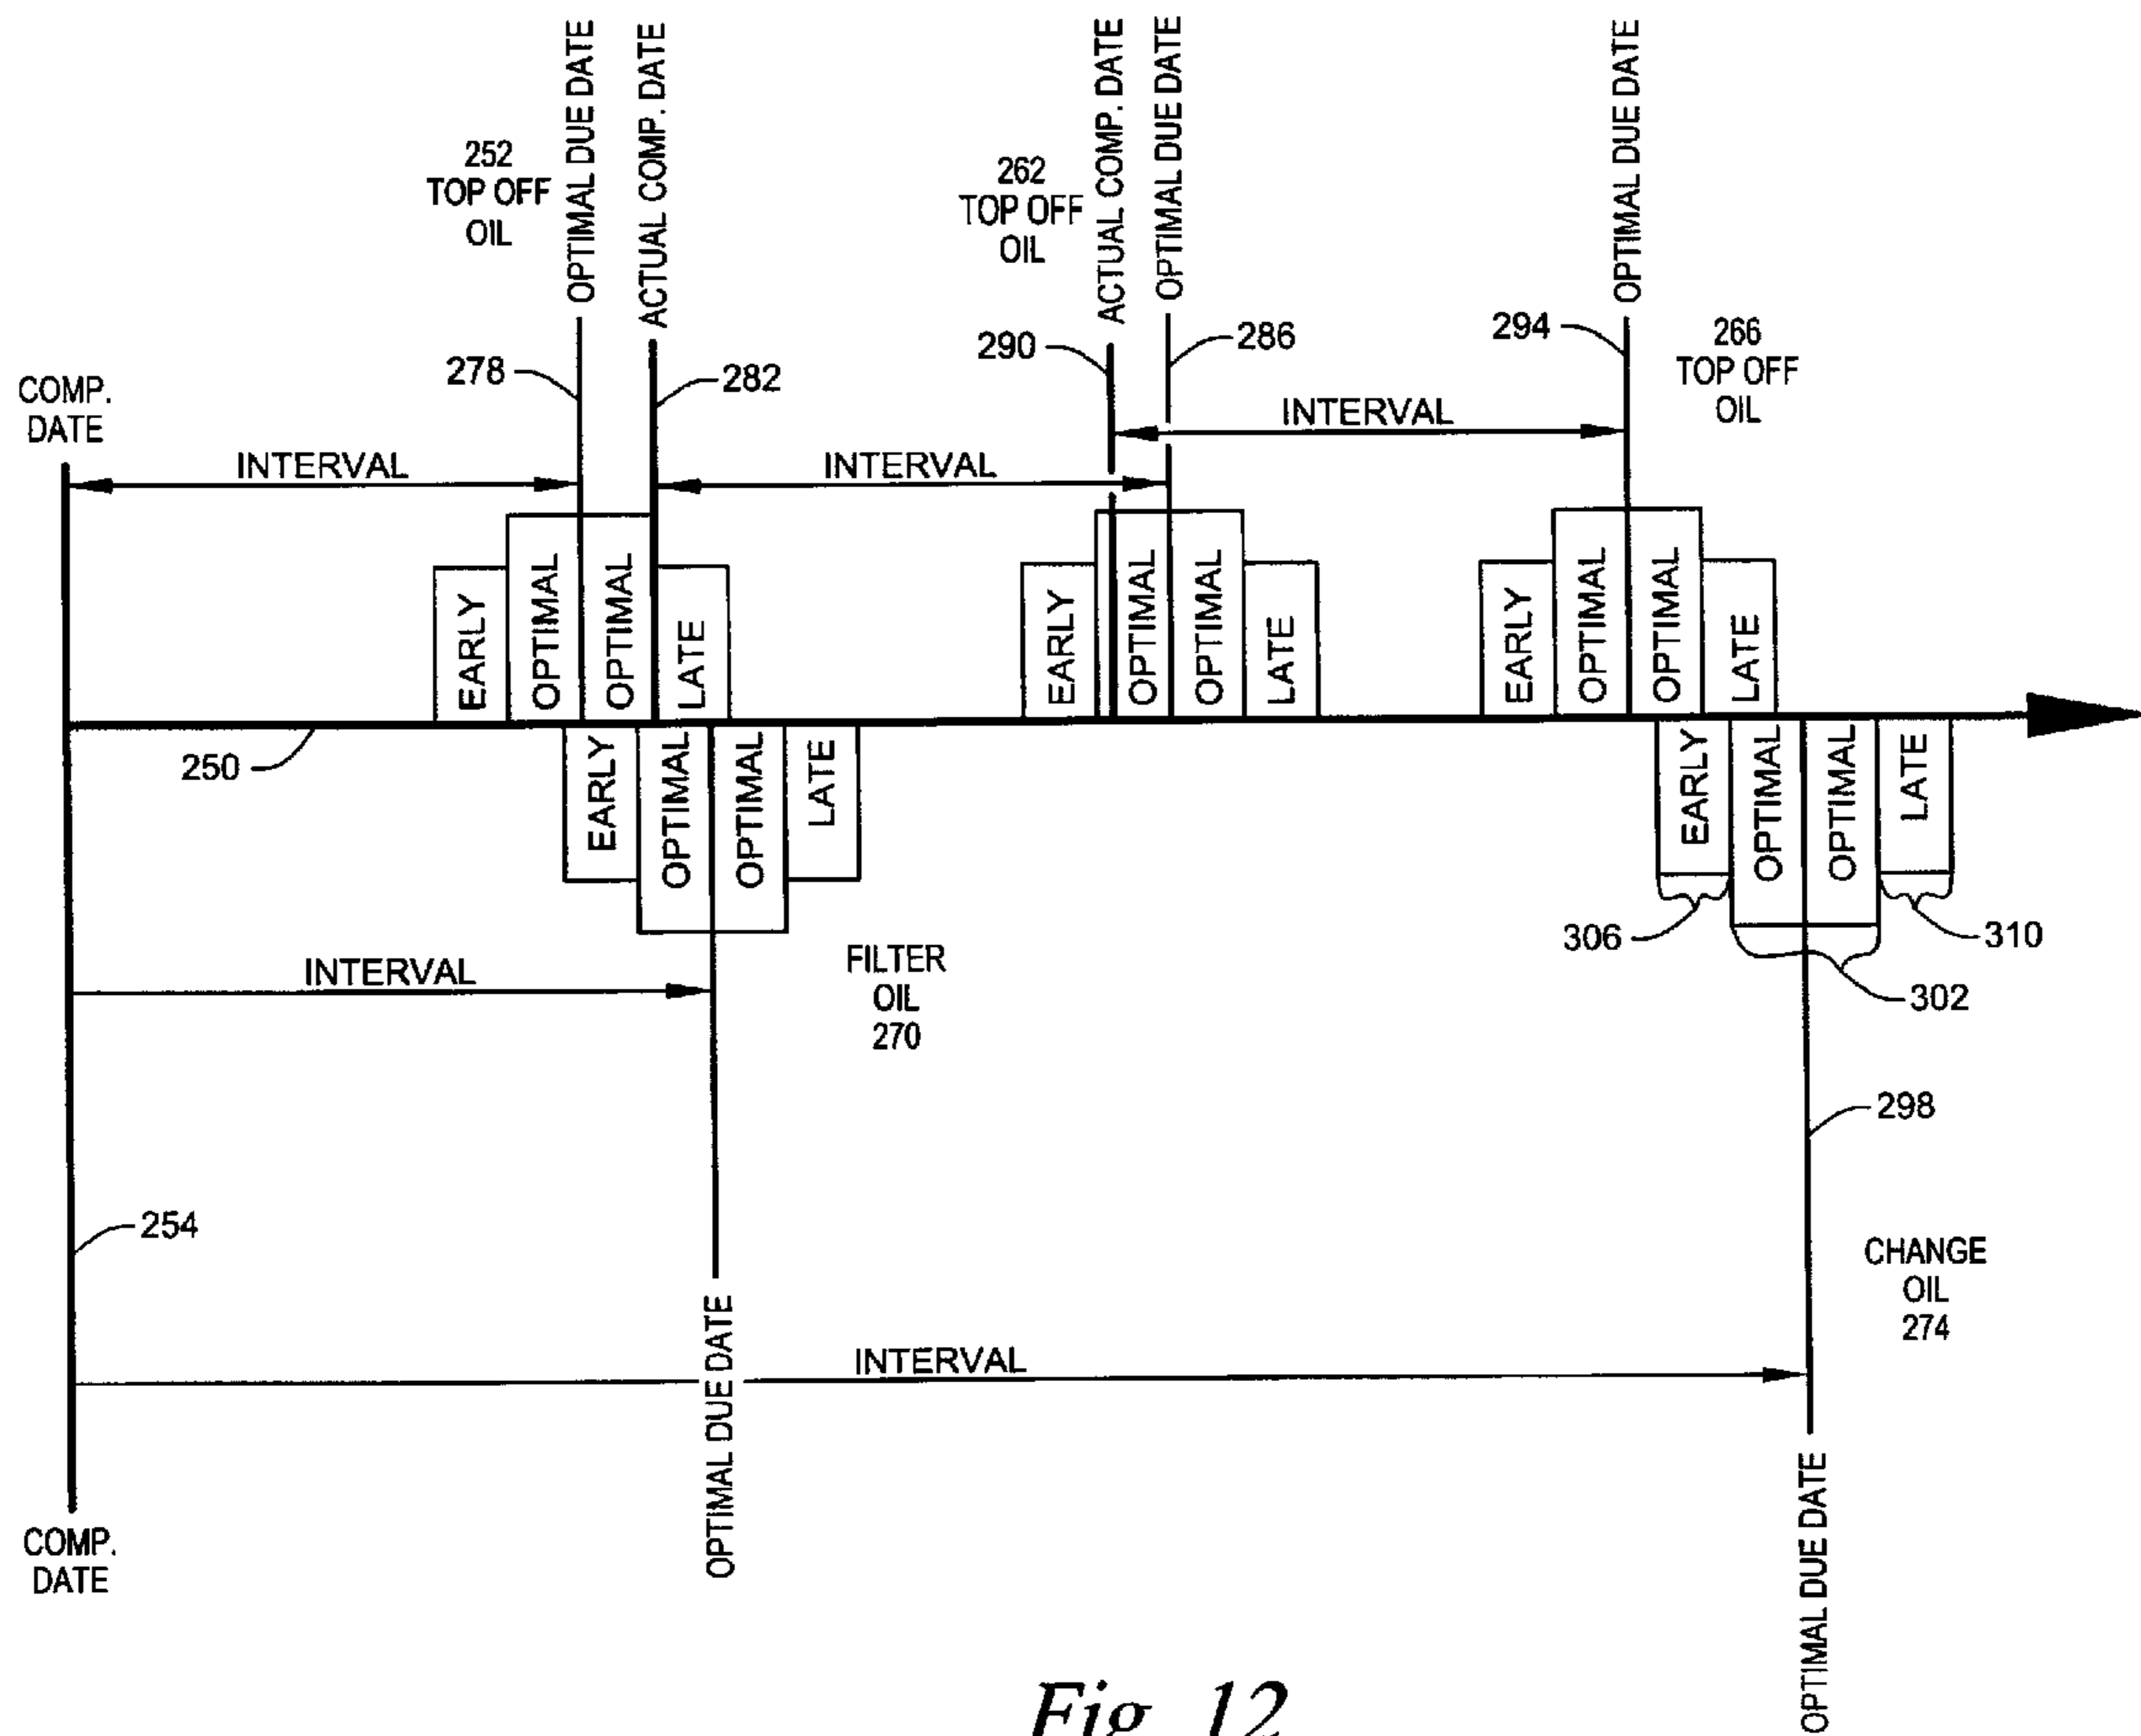 OPTIMAL DUE DATE
ACTUAL COMP. DATE
ACTUAL COMP. DATE
OPTIMAL DUE DATE
OPTIMAL DUE DATE
252
TOP OFF
OIL
262
TOP OFF
OIL
266
TOP OFF
OIL
278
282
290
286
294
COMP.
DATE
INTERVAL
INTERVAL
INTERVAL
EARLY
OPTIMAL
OPTIMAL
LATE
EARLY
OPTIMAL
OPTIMAL
LATE
EARLY
OPTIMAL
OPTIMAL
LATE
250
EARLY
OPTIMAL
OPTIMAL
LATE
EARLY
OPTIMAL
OPTIMAL
LATE
306
310
302
INTERVAL
FILTER
OIL
270
298
254
CHANGE
OIL
274
INTERVAL
OPTIMAL DUE DATE
OPTIMAL DUE DATE
COMP.
DATE
Fig. 12